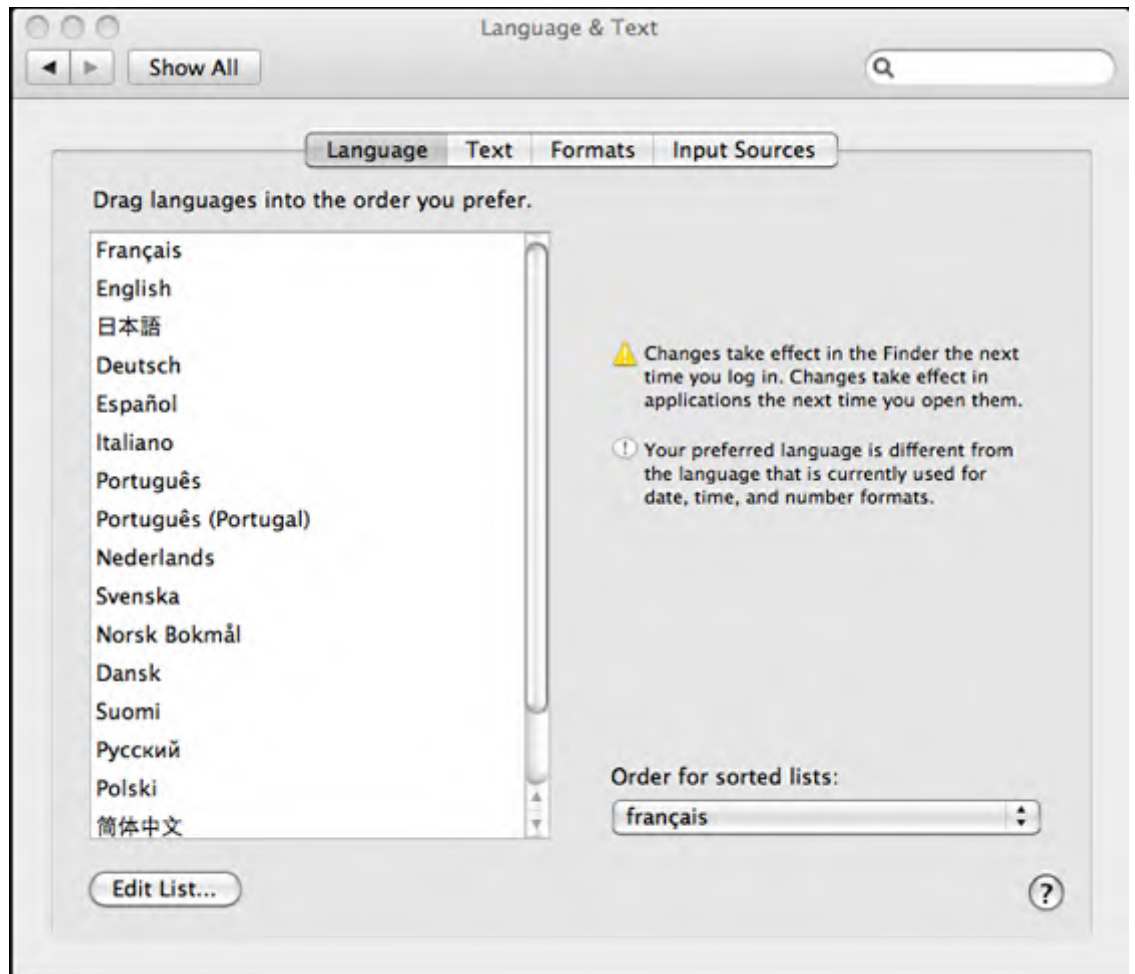 Language & Text
Show All
Language Text Formats Input Sources
Drag languages into the order you prefer.
Français
English
日本語
Deutsch
Español
Italiano
Português
Português (Portugal)
Nederlands
Svenska
Norsk Bokmål
Dansk
Suomi
Русский
Polski
简体中文
Changes take effect in the Finder the next
time you log in. Changes take effect in
applications the next time you open them.
Your preferred language is different from
the language that is currently used for
date, time, and number formats.
Order for sorted lists:
français
Edit List...
?